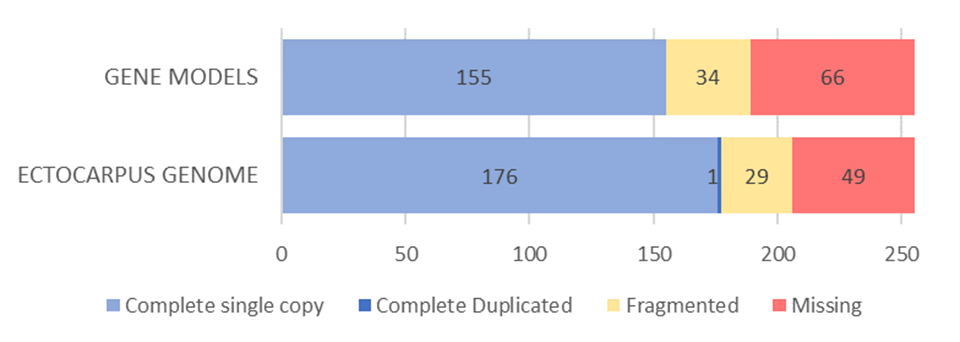 GENE MODELS 155 34 66
ECTOCARPUS GENOME 176 1 29 49
0 50 100 150 200 250
Complete single copy Complete Duplicated Fragmented Missing